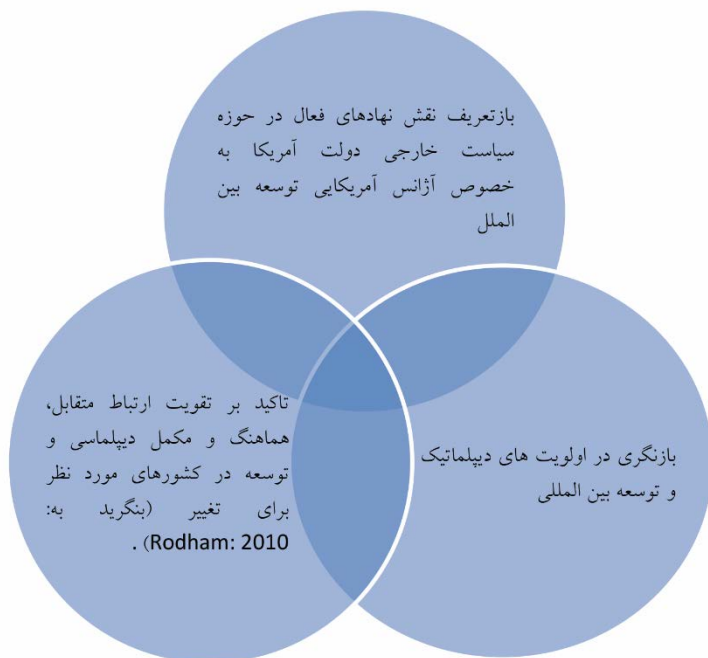 بازتعریف نقش نهادهای فعال در حوزه
سیاست خارجی دولت آمریکا به
خصوص آژانس آمریکایی توسعه بین
الملل
تاکید بر تقویت ارتباط متقابل،
هماهنگ و مکمل دیپلماسی و
توسعه در کشورهای مورد نظر
برای تغییر (بنگرید به:
Rodham: 2010) .
بازنگری در اولویت های دیپلماتیک
و توسعه بین المللی